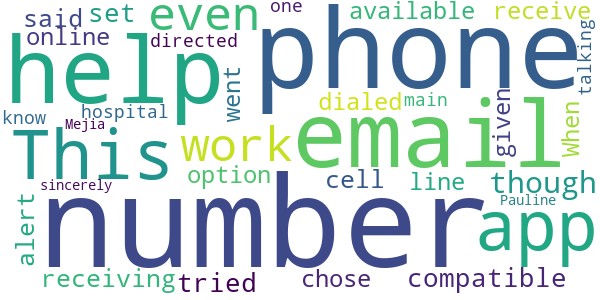 said set even one available receive
online directed
help phone talking
know hospital went dialed main given When
Mejia
This work email
sincerely option cell line though
Pauline
alert number app
receiving tried chose compatible